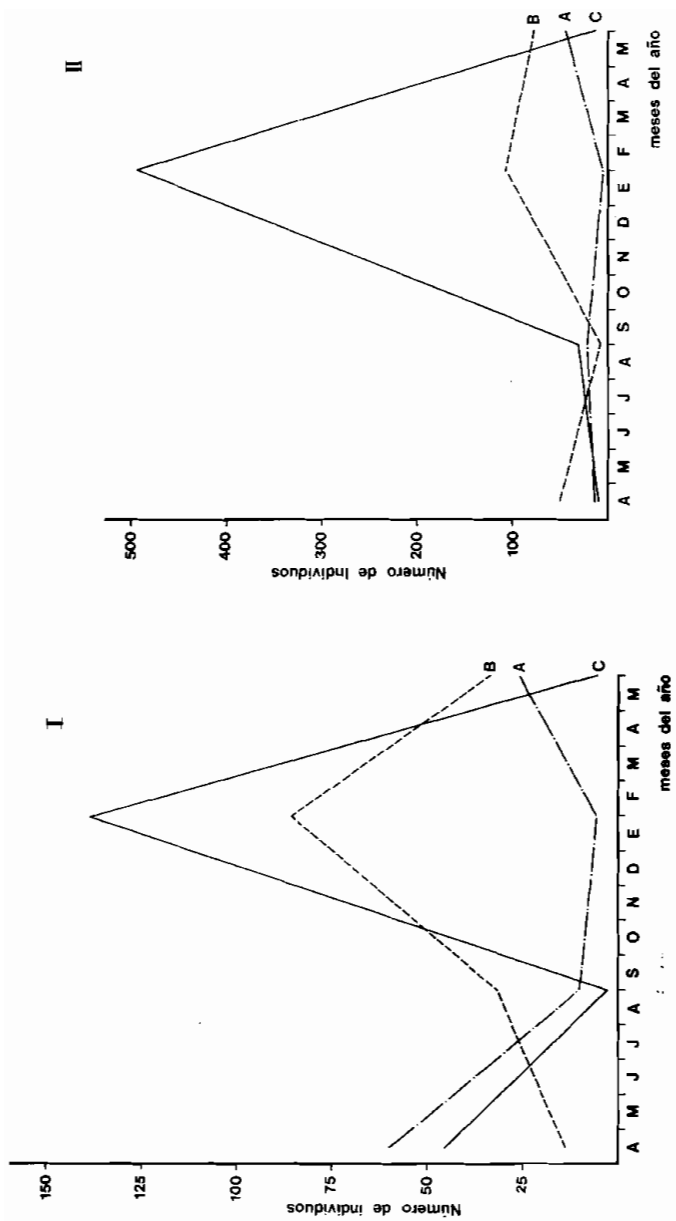 I
150
125
100
75
50
25
Número de individuos
B
A
C
A M J J A S O N D E F M A M
meses del año
II
500
400
300
200
100
Número de Individuos
B
A
C
A M J J A S O N D E F M A M
meses del año